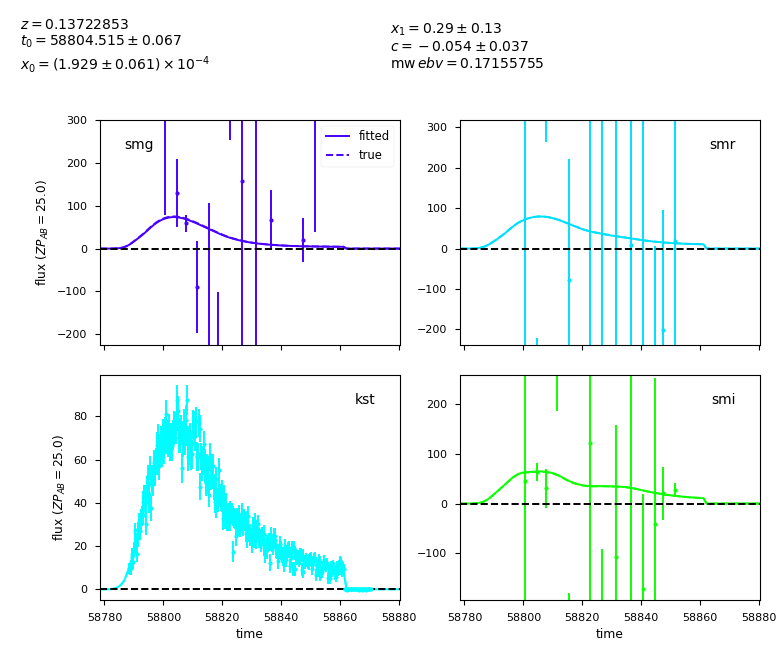 z = 0.13722853
t₀ = 58804.515 ± 0.067
x₀ = (1.929 ± 0.061) × 10⁻⁴
x₁ = 0.29 ± 0.13
c = −0.054 ± 0.037
mw ebv = 0.17155755
300
200
100
0
−100
−200
flux (ZP_AB = 25.0)
smg
fitted
true
300
200
100
0
−100
−200
smr
80
60
40
20
0
flux (ZP_AB = 25.0)
kst
58780 58800 58820 58840 58860 58880
time
200
100
0
−100
smi
58780 58800 58820 58840 58860 58880
time